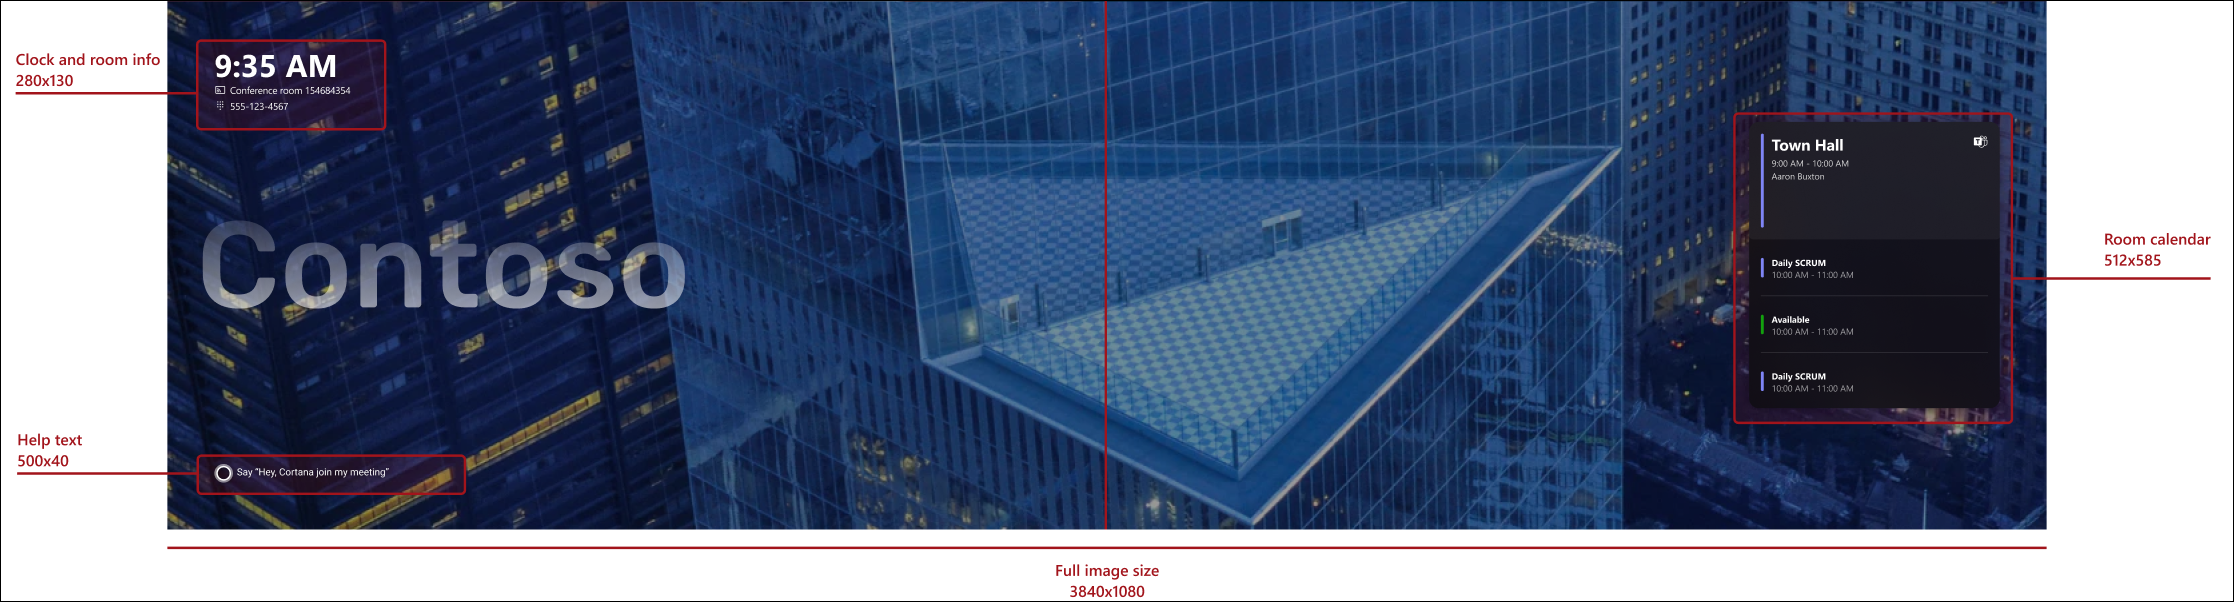 Clock and room info
280x130
9:35 AM
Conference room 154684354
555-123-4567
Contoso
Help text
500x40
Say "Hey, Cortana join my meeting"
Town Hall
9:00 AM - 10:00 AM
Aaron Buxton
Daily SCRUM
10:00 AM - 11:00 AM
Available
10:00 AM - 11:00 AM
Daily SCRUM
10:00 AM - 11:00 AM
Room calendar
512x585
Full image size
3840x1080